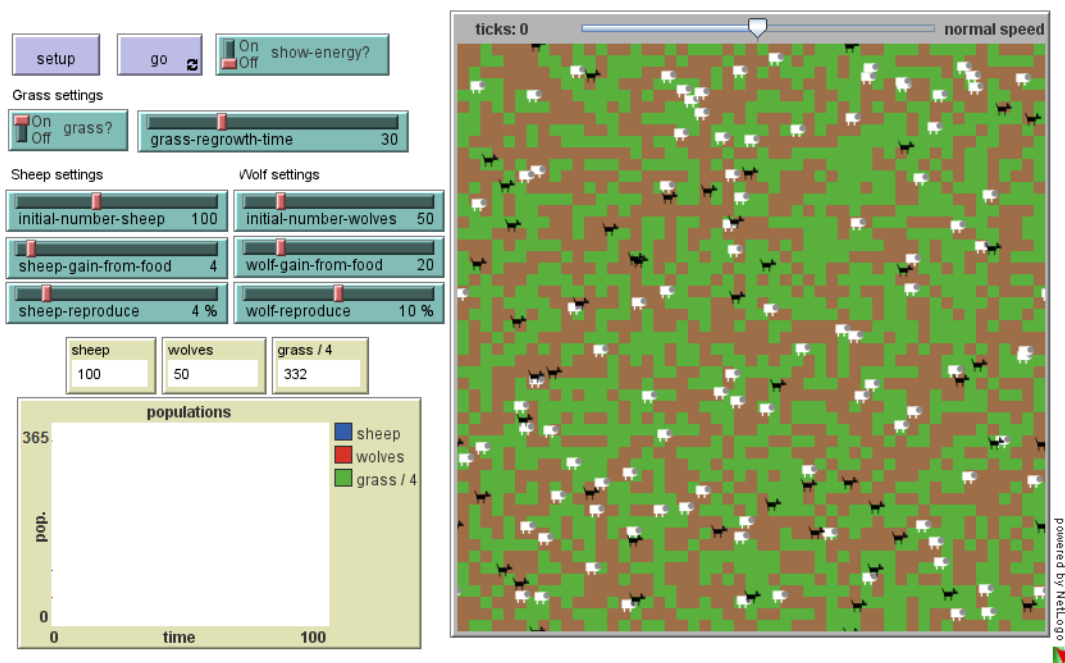 setup
go
On
Off
show-energy?
Grass settings
On
Off
grass?
grass-regrowth-time 30
Sheep settings
Wolf settings
initial-number-sheep 100
initial-number-wolves 50
sheep-gain-from-food 4
wolf-gain-from-food 20
sheep-reproduce 4 %
wolf-reproduce 10 %
sheep
100
wolves
50
grass / 4
332
populations
365
pop.
0
0 time 100
sheep
wolves
grass / 4
ticks: 0
normal speed
powered by NetLogo